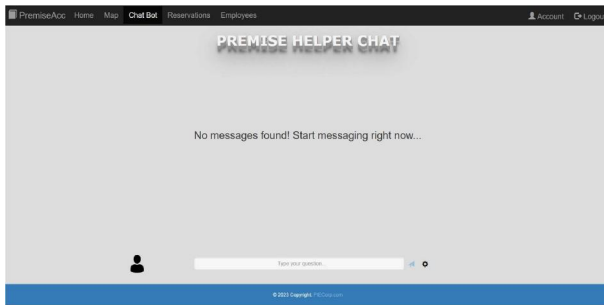 PremiseAcc Home Map Chat Bot Reservations Employees Account Logout
PREMISE HELPER CHAT
No messages found! Start messaging right now...
Type your question...
© 2023 Copyright: